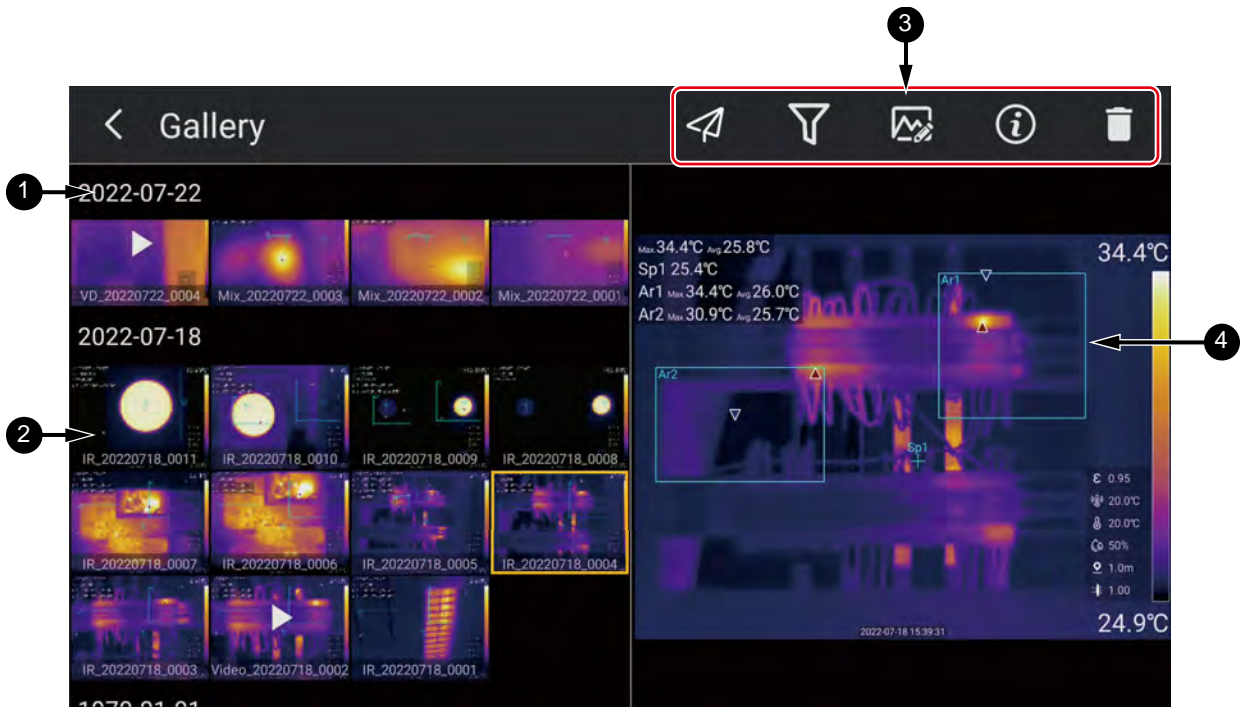 3
Gallery
1
2022-07-22
VD_20220722_0004 Mix_20220722_0003 Mix_20220722_0002 Mix_20220722_0001
2022-07-18
2
IR_20220718_0011 IR_20220718_0010 IR_20220718_0009 IR_20220718_0008
IR_20220718_0007 IR_20220718_0006 IR_20220718_0005 IR_20220718_0004
IR_20220718_0003 Video_20220718_0002 IR_20220718_0001
Max.34.4℃ Avg.25.8℃
Sp1 25.4℃
Ar1 Max.34.4℃ Avg.26.0℃
Ar2 Max.30.9℃ Avg.25.7℃
34.4℃
Ar1
4
Ar2
Sp1
ε 0.95
20.0℃
20.0℃
50%
1.0m
1.00
24.9℃
2022-07-18 15:39:31